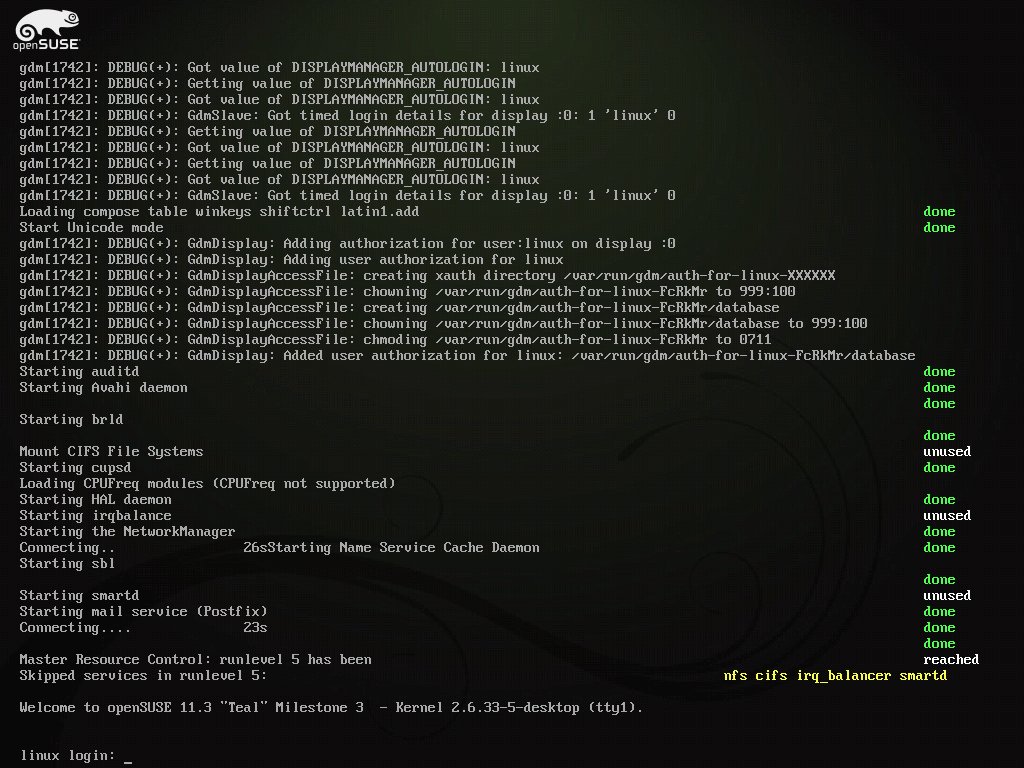 openSUSE
gdm[1742]: DEBUG(+): Got value of DISPLAYMANAGER_AUTOLOGIN: linux
gdm[1742]: DEBUG(+): Getting value of DISPLAYMANAGER_AUTOLOGIN
gdm[1742]: DEBUG(+): Got value of DISPLAYMANAGER_AUTOLOGIN: linux
gdm[1742]: DEBUG(+): GdmSlave: Got timed login details for display :0: 1 'linux' 0
gdm[1742]: DEBUG(+): Getting value of DISPLAYMANAGER_AUTOLOGIN
gdm[1742]: DEBUG(+): Got value of DISPLAYMANAGER_AUTOLOGIN: linux
gdm[1742]: DEBUG(+): Getting value of DISPLAYMANAGER_AUTOLOGIN
gdm[1742]: DEBUG(+): Got value of DISPLAYMANAGER_AUTOLOGIN: linux
gdm[1742]: DEBUG(+): GdmSlave: Got timed login details for display :0: 1 'linux' 0
Loading compose table winkeys shiftctrl latin1.add done
Start Unicode mode done
gdm[1742]: DEBUG(+): GdmDisplay: Adding authorization for user:linux on display :0
gdm[1742]: DEBUG(+): GdmDisplay: Adding user authorization for linux
gdm[1742]: DEBUG(+): GdmDisplayAccessFile: creating xauth directory /var/run/gdm/auth-for-linux-XXXXXX
gdm[1742]: DEBUG(+): GdmDisplayAccessFile: chowning /var/run/gdm/auth-for-linux-FcRkMr to 999:100
gdm[1742]: DEBUG(+): GdmDisplayAccessFile: creating /var/run/gdm/auth-for-linux-FcRkMr/database
gdm[1742]: DEBUG(+): GdmDisplayAccessFile: chowning /var/run/gdm/auth-for-linux-FcRkMr/database to 999:100
gdm[1742]: DEBUG(+): GdmDisplayAccessFile: chmoding /var/run/gdm/auth-for-linux-FcRkMr to 0711
gdm[1742]: DEBUG(+): GdmDisplay: Added user authorization for linux: /var/run/gdm/auth-for-linux-FcRkMr/database
Starting auditd done
Starting Avahi daemon done
done
Starting brld
done
Mount CIFS File Systems unused
Starting cupsd done
Loading CPUFreq modules (CPUFreq not supported)
Starting HAL daemon done
Starting irqbalance unused
Starting the NetworkManager done
Connecting.. 26sStarting Name Service Cache Daemon done
Starting sbl
done
Starting smartd unused
Starting mail service (Postfix) done
Connecting.... 23s done
done
Master Resource Control: runlevel 5 has been reached
Skipped services in runlevel 5: nfs cifs irq_balancer smartd
Welcome to openSUSE 11.3 "Teal" Milestone 3  - Kernel 2.6.33-5-desktop (tty1).
linux login: _